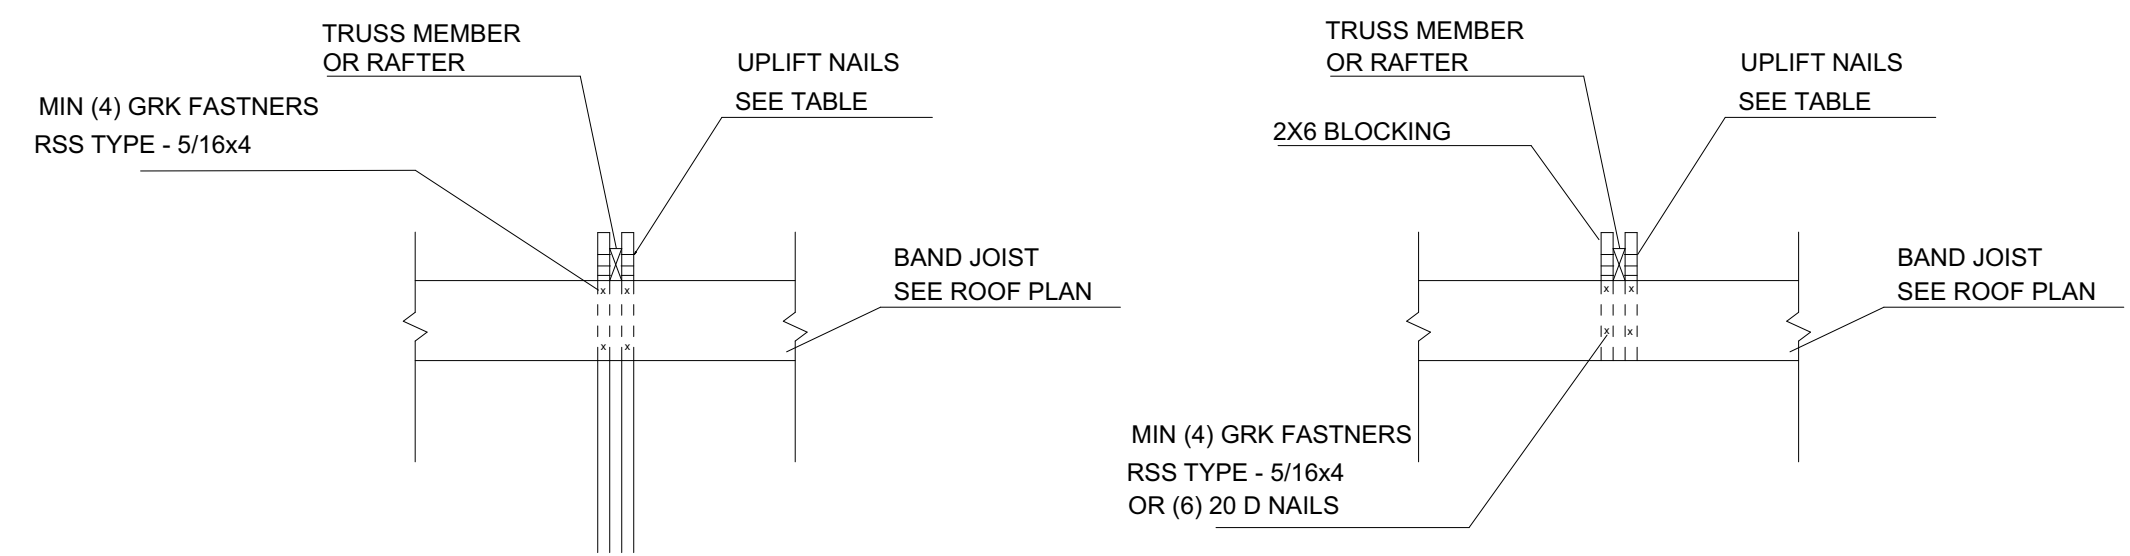 TRUSS MEMBER
OR RAFTER
UPLIFT NAILS
SEE TABLE
MIN (4) GRK FASTNERS
RSS TYPE - 5/16x4
BAND JOIST
SEE ROOF PLAN
x x
x x
TRUSS MEMBER
OR RAFTER
UPLIFT NAILS
SEE TABLE
2X6 BLOCKING
BAND JOIST
SEE ROOF PLAN
x x
x x
MIN (4) GRK FASTNERS
RSS TYPE - 5/16x4
OR (6) 20 D NAILS